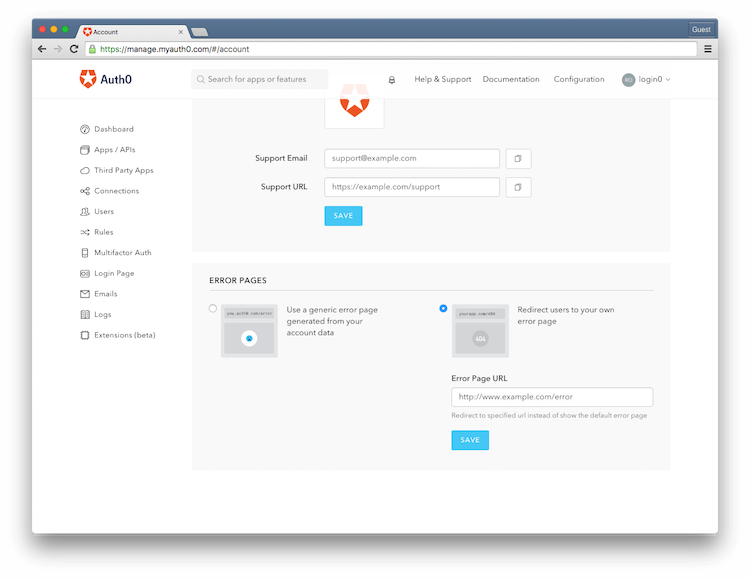 Account
Guest
https://manage.myauth0.com/#/account
Auth0
Search for apps or features
Help & Support
Documentation
Configuration
login0
Dashboard
Apps / APIs
Third Party Apps
Connections
Users
Rules
Multifactor Auth
Login Page
Emails
Logs
Extensions (beta)
Support Email
support@example.com
Support URL
https://example.com/support
SAVE
ERROR PAGES
you.auth0.com/error
Use a generic error page
generated from your
account data
yourapp.com/404
404
Redirect users to your own
error page
Error Page URL
http://www.example.com/error
Redirect to specified url instead of show the default error page
SAVE